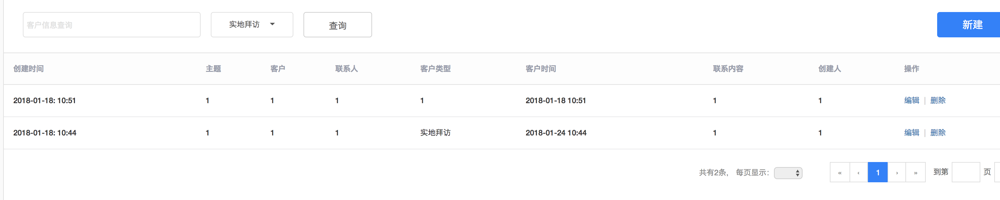 客户信息查询 实地拜访 查询 新建
创建时间 主题 客户 联系人 客户类型 客户时间 联系内容 创建人 操作
2018-01-18: 10:51 1 1 1 1 2018-01-18 10:51 1 1 编辑 | 删除
2018-01-18: 10:44 1 1 1 实地拜访 2018-01-24 10:44 1 1 编辑 | 删除
共有2条, 每页显示: « ‹ 1 › » 到第 页